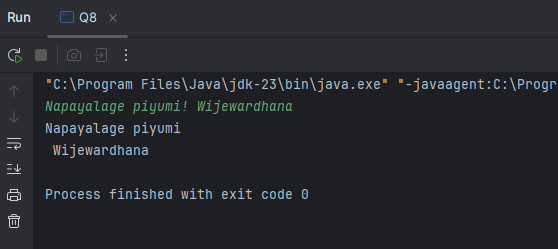 Run Q8 ×
"C:\Program Files\Java\jdk-23\bin\java.exe" "-javaagent:C:\Progr
Napayalage piyumi! Wijewardhana
Napayalage piyumi
 Wijewardhana
Process finished with exit code 0